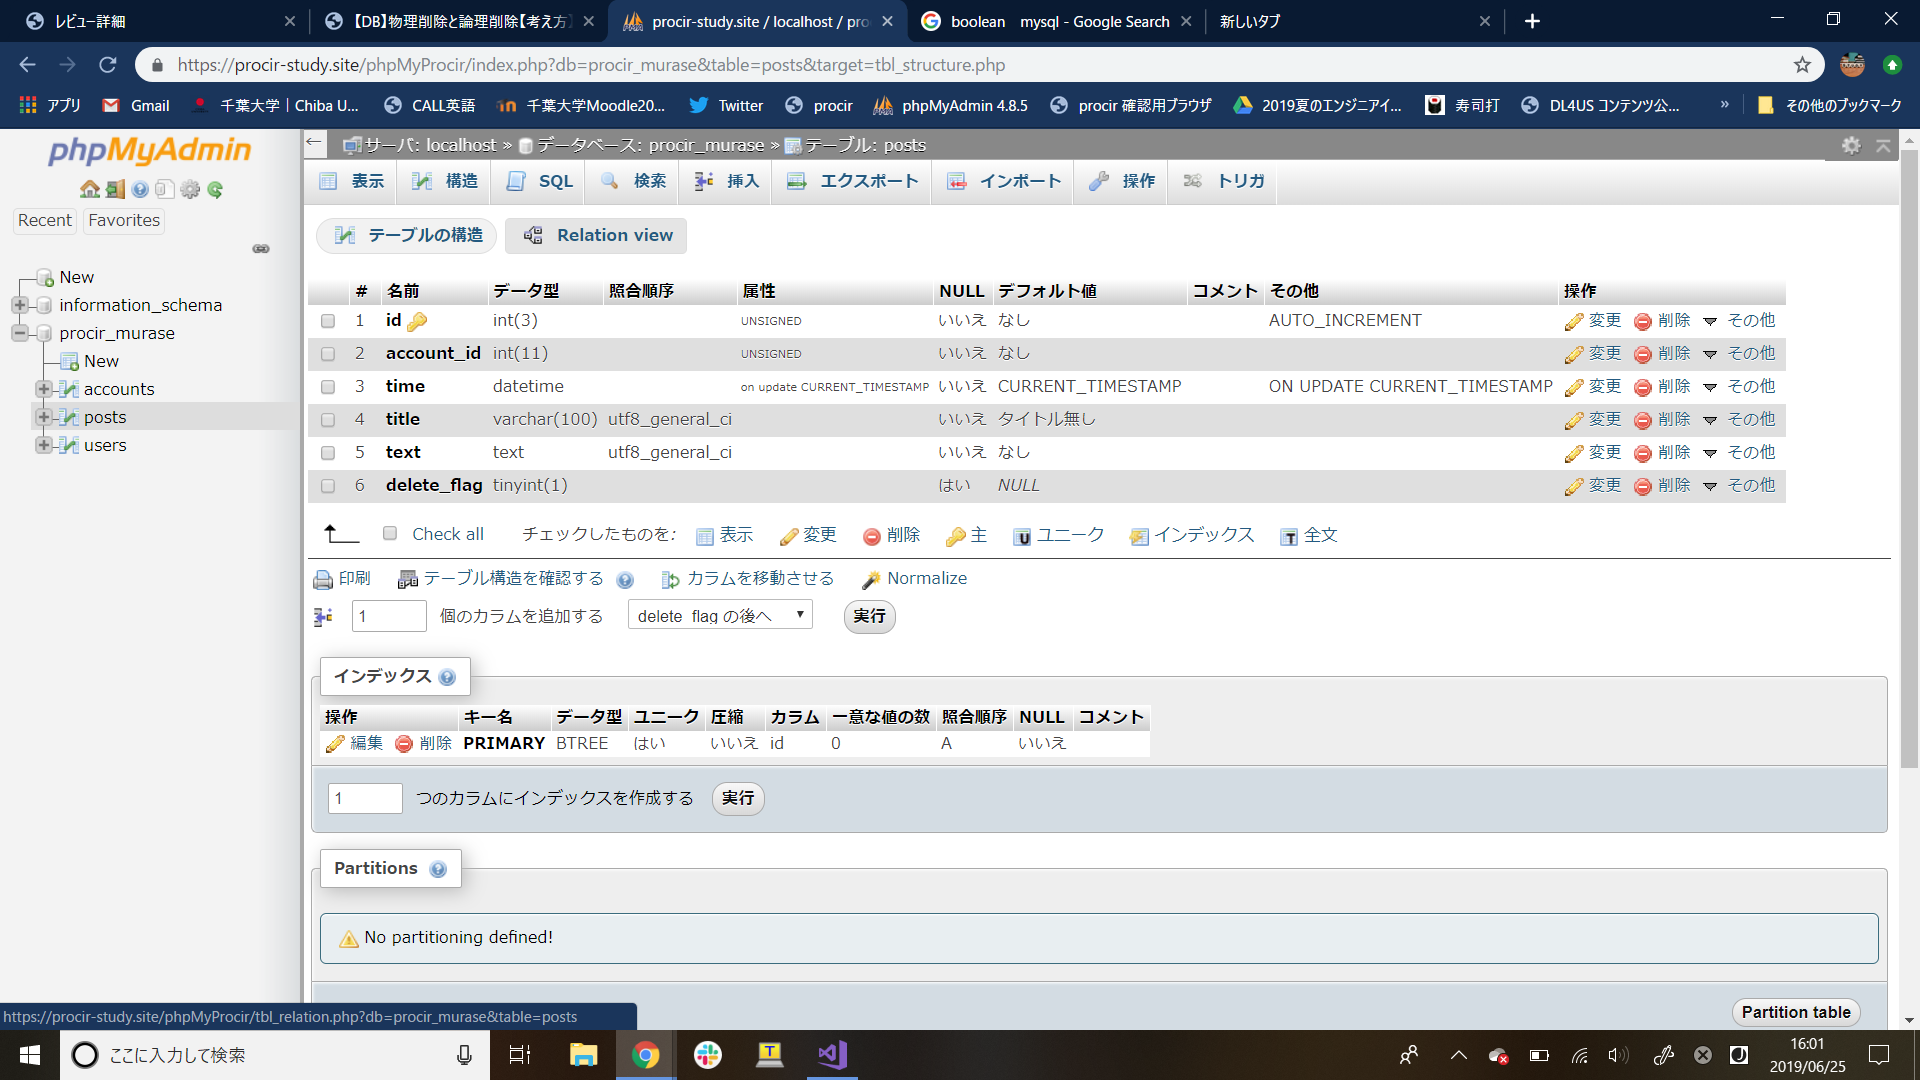 レビュー詳細
【DB】物理削除と論理削除【考え方】
procir-study.site / localhost / pro
boolean mysql - Google Search
新しいタブ
https://procir-study.site/phpMyProcir/index.php?db=procir_murase&table=posts&target=tbl_structure.php
アプリ
Gmail
千葉大学 | Chiba U...
CALL英語
千葉大学Moodle20...
Twitter
procir
phpMyAdmin 4.8.5
procir 確認用ブラウザ
2019夏のエンジニアイ...
寿司打
DL4US コンテンツ公...
»
その他のブックマーク
phpMyAdmin
Recent
Favorites
New
information_schema
procir_murase
New
accounts
posts
users
サーバ: localhost » データベース: procir_murase » テーブル: posts
表示 構造 SQL 検索 挿入 エクスポート インポート 操作 トリガ
テーブルの構造 Relation view
# 名前 データ型 照合順序 属性 NULL デフォルト値 コメント その他 操作
1 id int(3) UNSIGNED いいえ なし AUTO_INCREMENT 変更 削除 その他
2 account_id int(11) UNSIGNED いいえ なし 変更 削除 その他
3 time datetime on update CURRENT_TIMESTAMP いいえ CURRENT_TIMESTAMP ON UPDATE CURRENT_TIMESTAMP 変更 削除 その他
4 title varchar(100) utf8_general_ci いいえ タイトル無し 変更 削除 その他
5 text text utf8_general_ci いいえ なし 変更 削除 その他
6 delete_flag tinyint(1) はい NULL 変更 削除 その他
Check all チェックしたものを: 表示 変更 削除 主 ユニーク インデックス 全文
印刷 テーブル構造を確認する カラムを移動させる Normalize
1 個のカラムを追加する delete_flag の後へ 実行
インデックス
操作 キー名 データ型 ユニーク 圧縮 カラム 一意な値の数 照合順序 NULL コメント
編集 削除 PRIMARY BTREE はい いいえ id 0 A いいえ
1 つのカラムにインデックスを作成する 実行
Partitions
No partitioning defined!
Partition table
https://procir-study.site/phpMyProcir/tbl_relation.php?db=procir_murase&table=posts
ここに入力して検索
16:01
2019/06/25